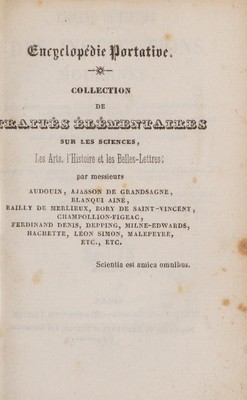 Encyclopédie Portative.
COLLECTION
DE
TRAITÉS ÉLÉMENTAIRES
SUR LES SCIENCES,
Les Arts, l'Histoire et les Belles-Lettres;
par messieurs
AUDOUIN, AJASSON DE GRANDSAGNE,
BLANQUI AINÉ,
BAILLY DE MERLIEUX, BORY DE SAINT-VINCENT,
CHAMPOLLION-FIGEAC,
FERDINAND DENIS, DEPPING, MILNE-EDWARDS,
HACHETTE, LÉON SIMON, MALEPEYRE,
ETC., ETC.
Scientia est amica omnibus.